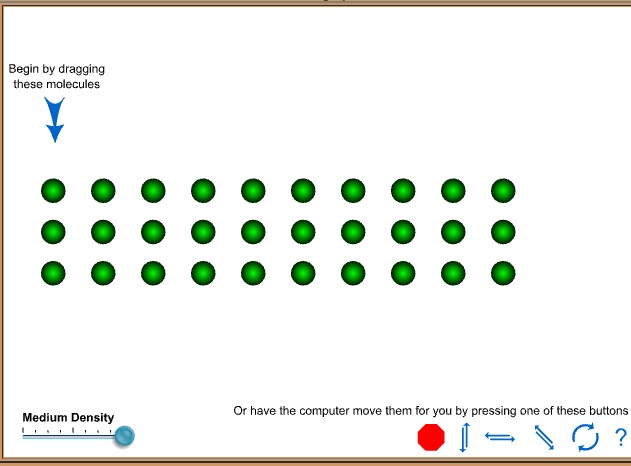 Begin by dragging
these molecules
Medium Density
Or have the computer move them for you by pressing one of these buttons
?